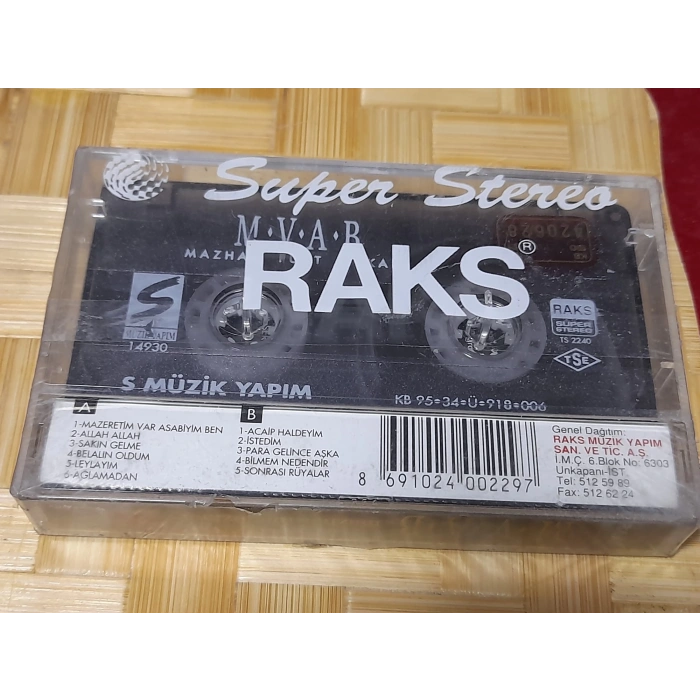 Super Stereo
M·V·A·B
RAKS ®
S
14930
S MÜZİK YAPIM
RAKS
SÜPER
STEREO
TS 2240
TSE
KB 95=34=Ü=918=006
A
1-MAZERETİM VAR ASABİYİM BEN
2-ALLAH ALLAH
3-SAKIN GELME
4-BELALIN OLDUM
5-LEYLAYIM
6-AĞLAMADAN
B
1-ACAİP HALDEYİM
2-İSTEDİM
3-PARA GELİNCE AŞKA
4-BİLMEM NEDENDİR
5-SONRASI RÜYALAR
8 691024 002297
Genel Dağıtım:
RAKS MÜZİK YAPIM
SAN. VE TİC. A.Ş.
İ.M.Ç. 6.Blok No: 6303
Unkapanı-İST.
Tel: 512 59 89
Fax: 512 62 24